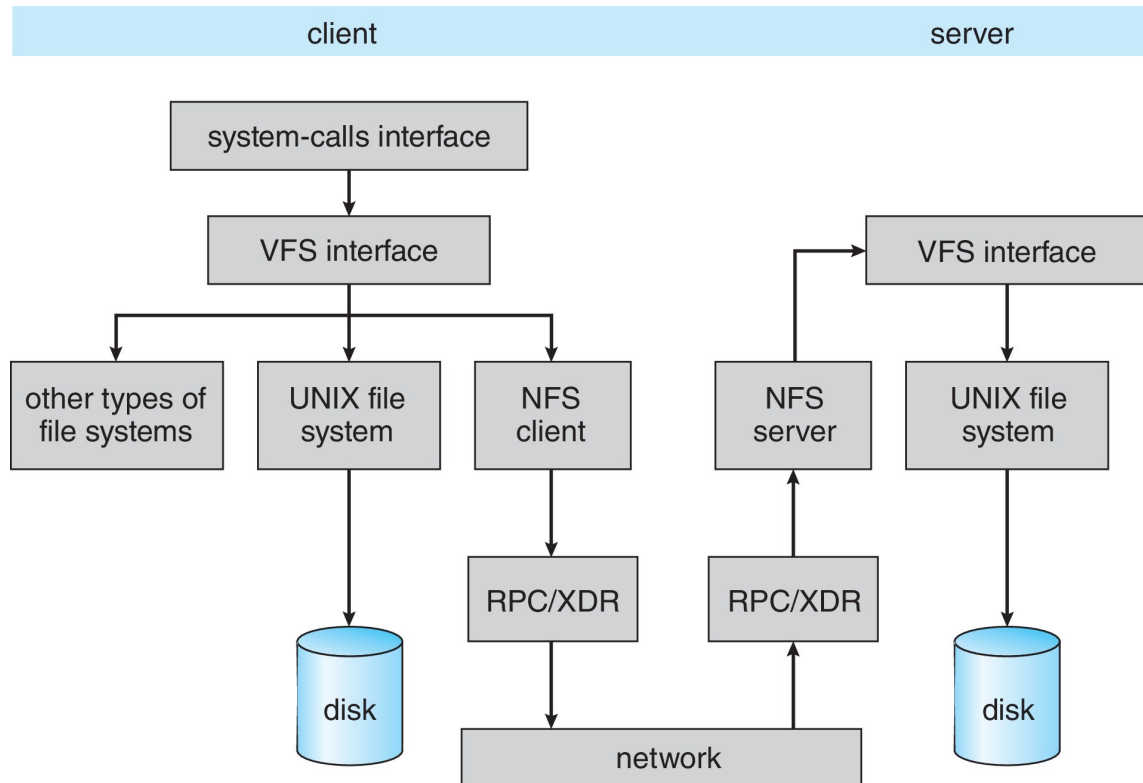 client
server
system-calls interface
VFS interface
VFS interface
other types of
file systems
UNIX file
system
NFS
client
NFS
server
UNIX file
system
RPC/XDR
RPC/XDR
disk
disk
network